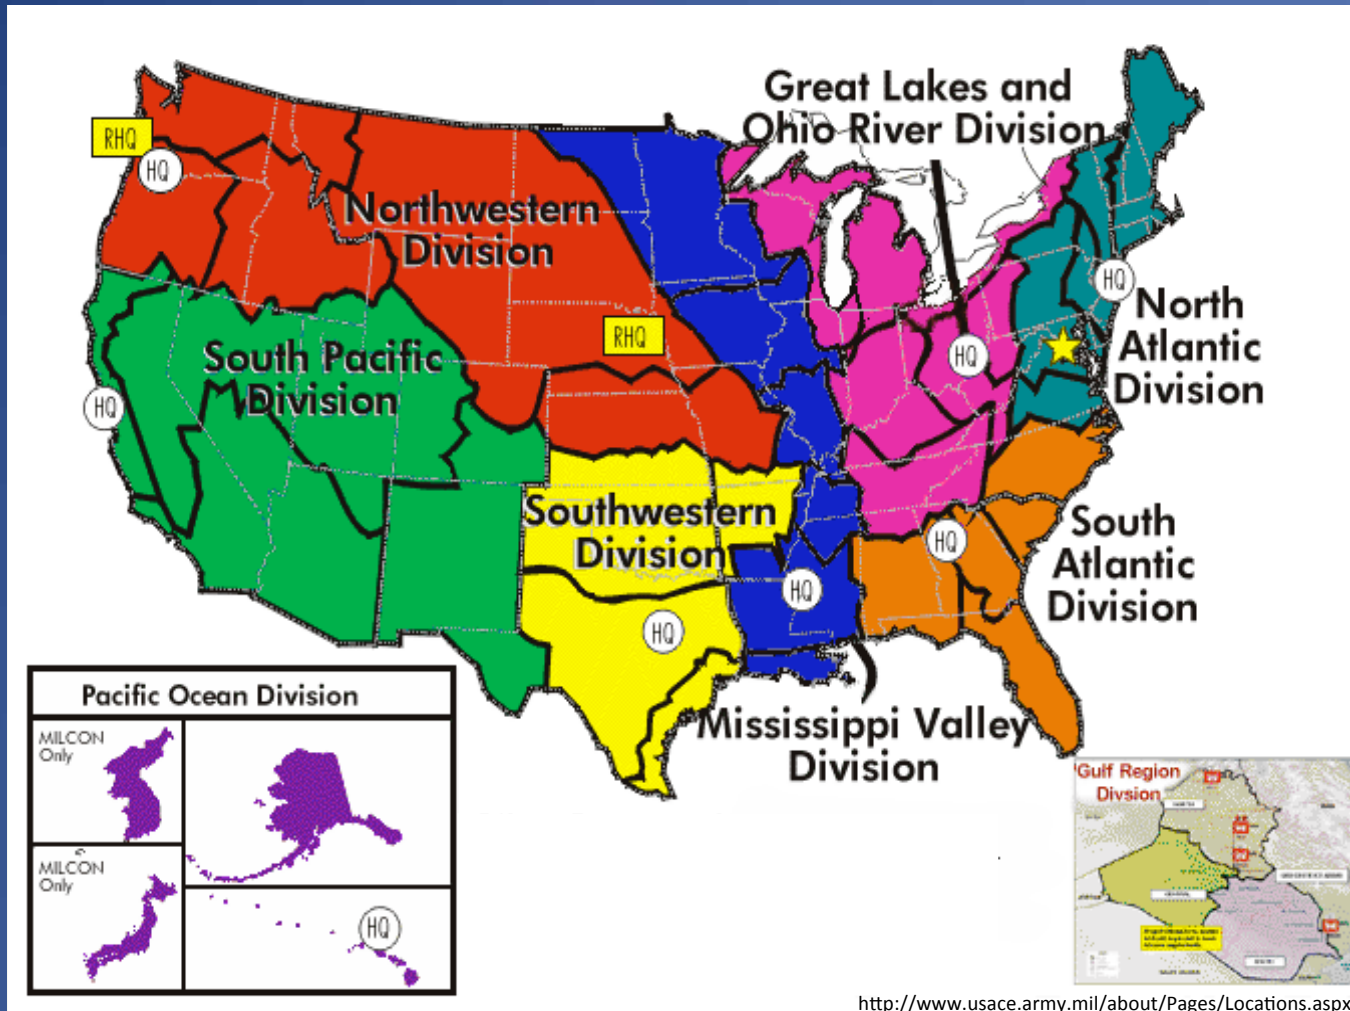 Great Lakes and
Ohio River Division
RHQ
HQ
Northwestern
Division
HQ
North
Atlantic
Division
RHQ
HQ
South Pacific
Division
HQ
Southwestern
Division
HQ
South
Atlantic
Division
HQ
HQ
Mississippi Valley
Division
Pacific Ocean Division
MILCON
Only
MILCON
Only
HQ
Gulf Region
Divsion
http://www.usace.army.mil/about/Pages/Locations.aspx